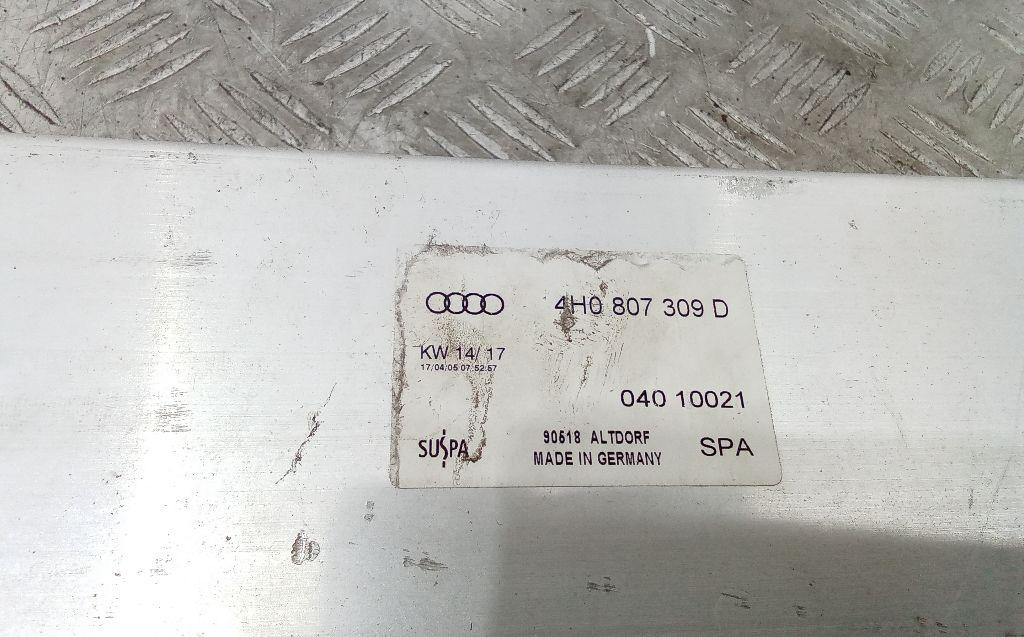 4H0 807 309 D
KW 14/ 17
17/04/05 07:52:57
040 10021
SUSPA
90518 ALTDORF
MADE IN GERMANY
SPA